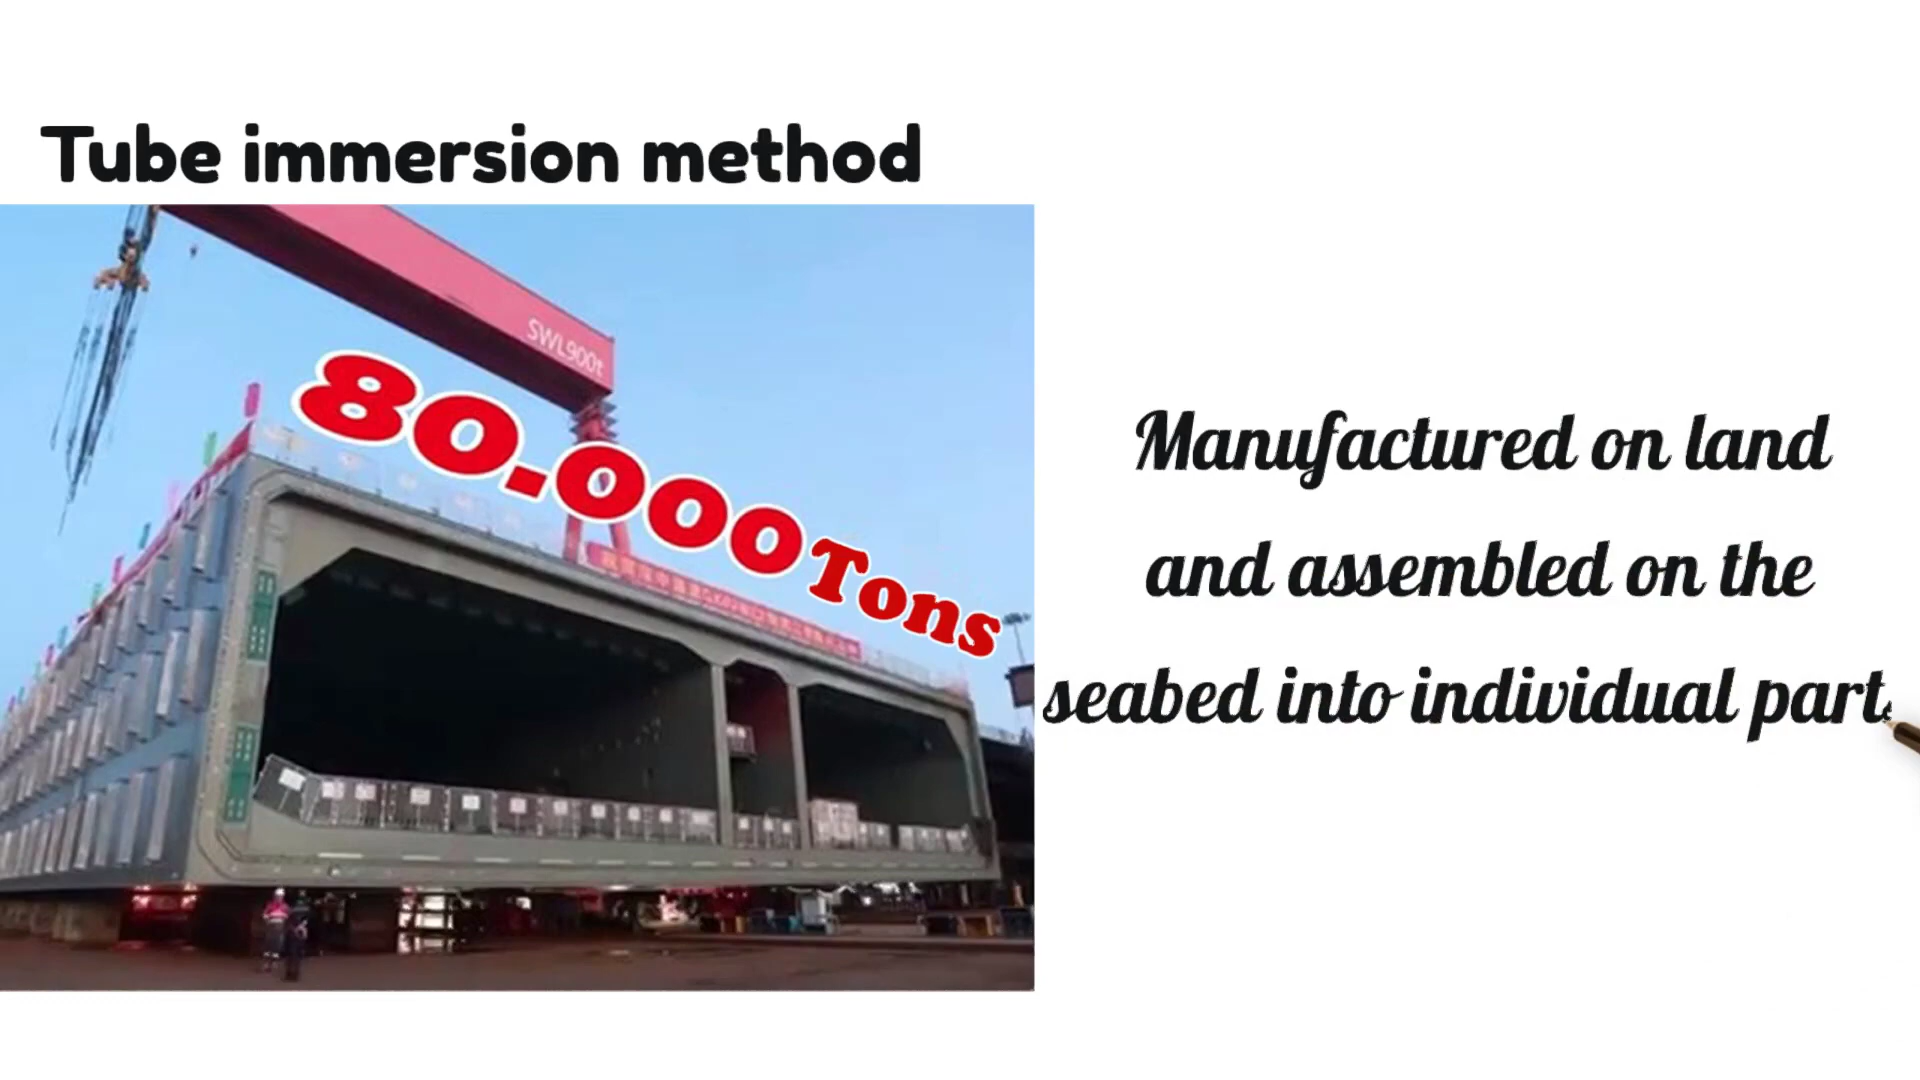 Tube immersion method
SWL900t
80.000 Tons
Manufactured on land
and assembled on the
seabed into individual part